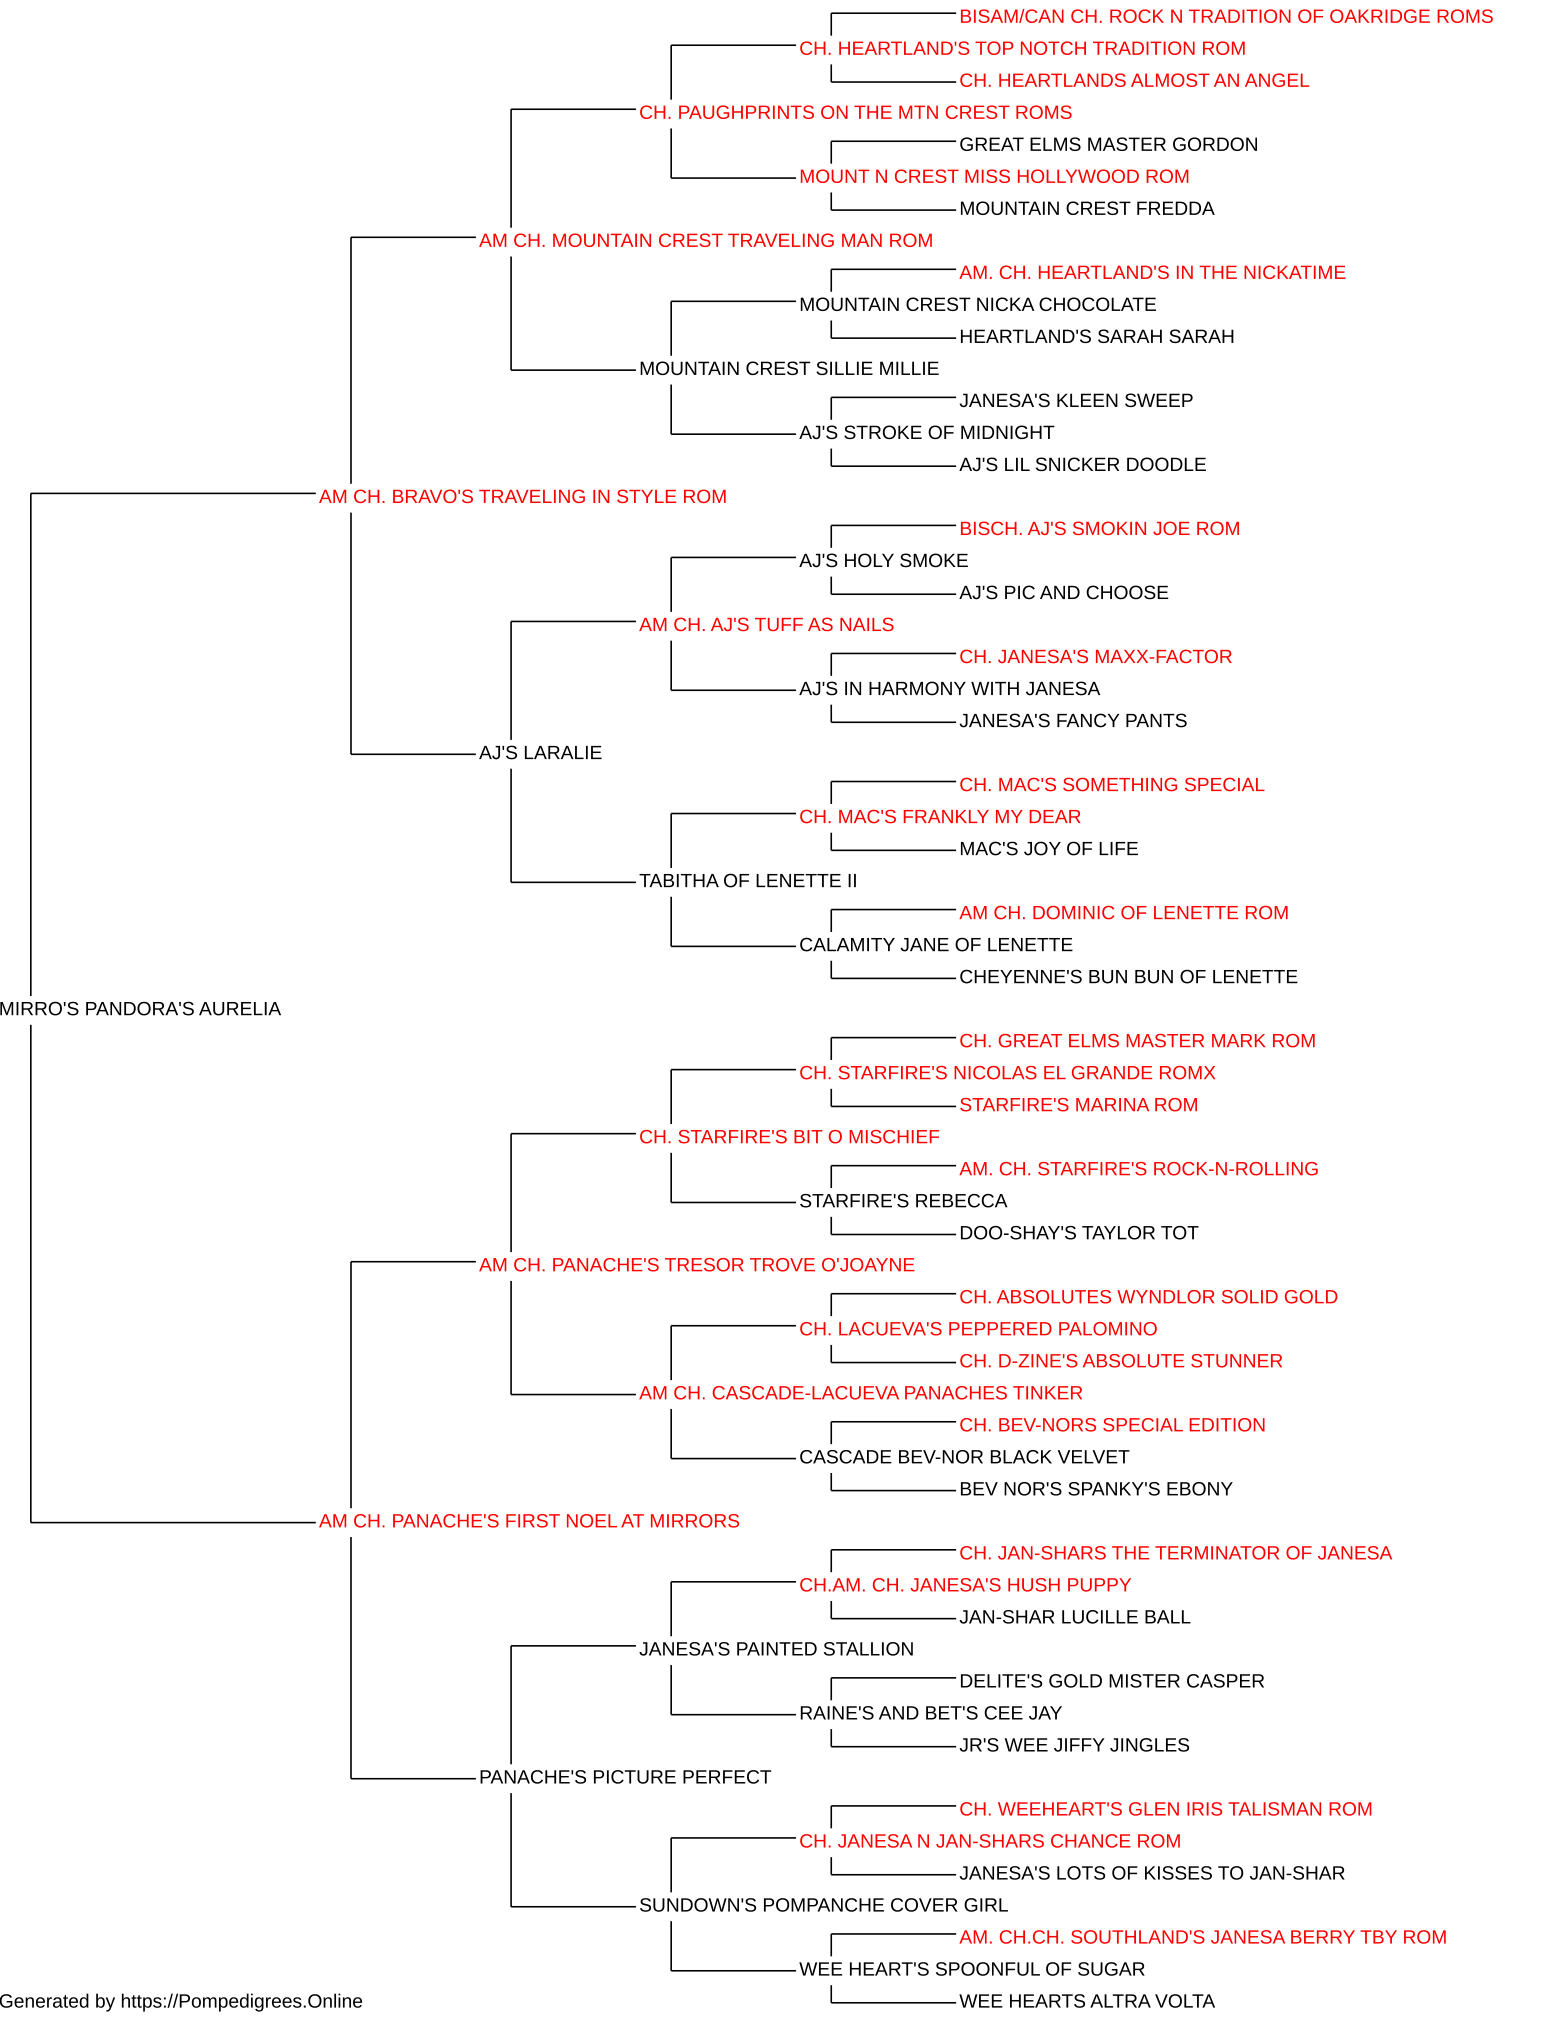 BISAM/CAN CH. ROCK N TRADITION OF OAKRIDGE ROMS
CH. HEARTLAND'S TOP NOTCH TRADITION ROM
CH. HEARTLANDS ALMOST AN ANGEL
CH. PAUGHPRINTS ON THE MTN CREST ROMS
GREAT ELMS MASTER GORDON
MOUNT N CREST MISS HOLLYWOOD ROM
MOUNTAIN CREST FREDDA
AM CH. MOUNTAIN CREST TRAVELING MAN ROM
AM. CH. HEARTLAND'S IN THE NICKATIME
MOUNTAIN CREST NICKA CHOCOLATE
HEARTLAND'S SARAH SARAH
MOUNTAIN CREST SILLIE MILLIE
JANESA'S KLEEN SWEEP
AJ'S STROKE OF MIDNIGHT
AJ'S LIL SNICKER DOODLE
AM CH. BRAVO'S TRAVELING IN STYLE ROM
BISCH. AJ'S SMOKIN JOE ROM
AJ'S HOLY SMOKE
AJ'S PIC AND CHOOSE
AM CH. AJ'S TUFF AS NAILS
CH. JANESA'S MAXX-FACTOR
AJ'S IN HARMONY WITH JANESA
JANESA'S FANCY PANTS
AJ'S LARALIE
CH. MAC'S SOMETHING SPECIAL
CH. MAC'S FRANKLY MY DEAR
MAC'S JOY OF LIFE
TABITHA OF LENETTE II
AM CH. DOMINIC OF LENETTE ROM
CALAMITY JANE OF LENETTE
CHEYENNE'S BUN BUN OF LENETTE
MIRRO'S PANDORA'S AURELIA
CH. GREAT ELMS MASTER MARK ROM
CH. STARFIRE'S NICOLAS EL GRANDE ROMX
STARFIRE'S MARINA ROM
CH. STARFIRE'S BIT O MISCHIEF
AM. CH. STARFIRE'S ROCK-N-ROLLING
STARFIRE'S REBECCA
DOO-SHAY'S TAYLOR TOT
AM CH. PANACHE'S TRESOR TROVE O'JOAYNE
CH. ABSOLUTES WYNDLOR SOLID GOLD
CH. LACUEVA'S PEPPERED PALOMINO
CH. D-ZINE'S ABSOLUTE STUNNER
AM CH. CASCADE-LACUEVA PANACHES TINKER
CH. BEV-NORS SPECIAL EDITION
CASCADE BEV-NOR BLACK VELVET
BEV NOR'S SPANKY'S EBONY
AM CH. PANACHE'S FIRST NOEL AT MIRRORS
CH. JAN-SHARS THE TERMINATOR OF JANESA
CH.AM. CH. JANESA'S HUSH PUPPY
JAN-SHAR LUCILLE BALL
JANESA'S PAINTED STALLION
DELITE'S GOLD MISTER CASPER
RAINE'S AND BET'S CEE JAY
JR'S WEE JIFFY JINGLES
PANACHE'S PICTURE PERFECT
CH. WEEHEART'S GLEN IRIS TALISMAN ROM
CH. JANESA N JAN-SHARS CHANCE ROM
JANESA'S LOTS OF KISSES TO JAN-SHAR
SUNDOWN'S POMPANCHE COVER GIRL
AM. CH.CH. SOUTHLAND'S JANESA BERRY TBY ROM
WEE HEART'S SPOONFUL OF SUGAR
WEE HEARTS ALTRA VOLTA
Generated by https://Pompedigrees.Online